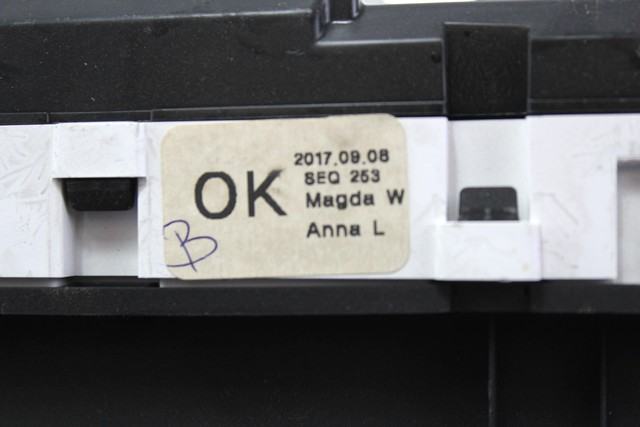 OK
2017.09.08
SEQ 253
Magda W
Anna L
B